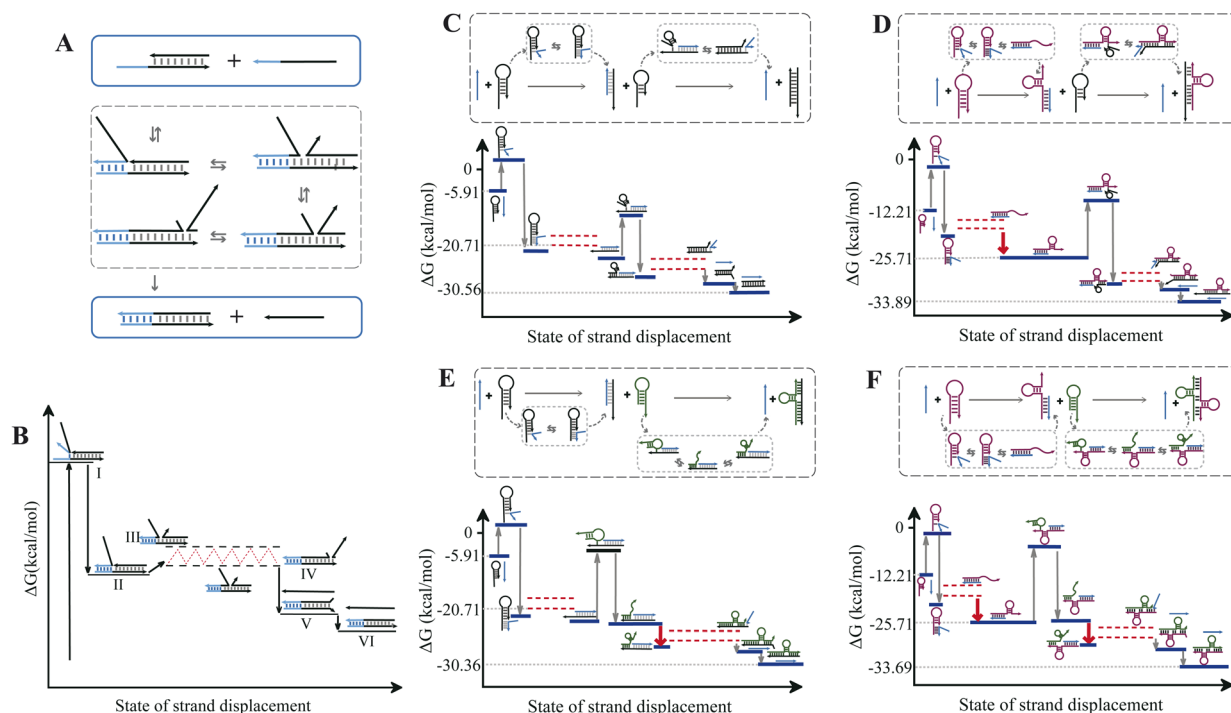 A
+
+
B
ΔG(kcal/mol)
I
II
III
IV
V
VI
State of strand displacement
C
+
+
+
ΔG (kcal/mol)
0
-5.91
-20.71
-30.56
State of strand displacement
D
+
+
+
ΔG (kcal/mol)
0
-12.21
-25.71
-33.89
State of strand displacement
E
+
+
+
ΔG (kcal/mol)
0
-5.91
-20.71
-30.36
State of strand displacement
F
+
+
+
ΔG (kcal/mol)
0
-12.21
-25.71
-33.69
State of strand displacement